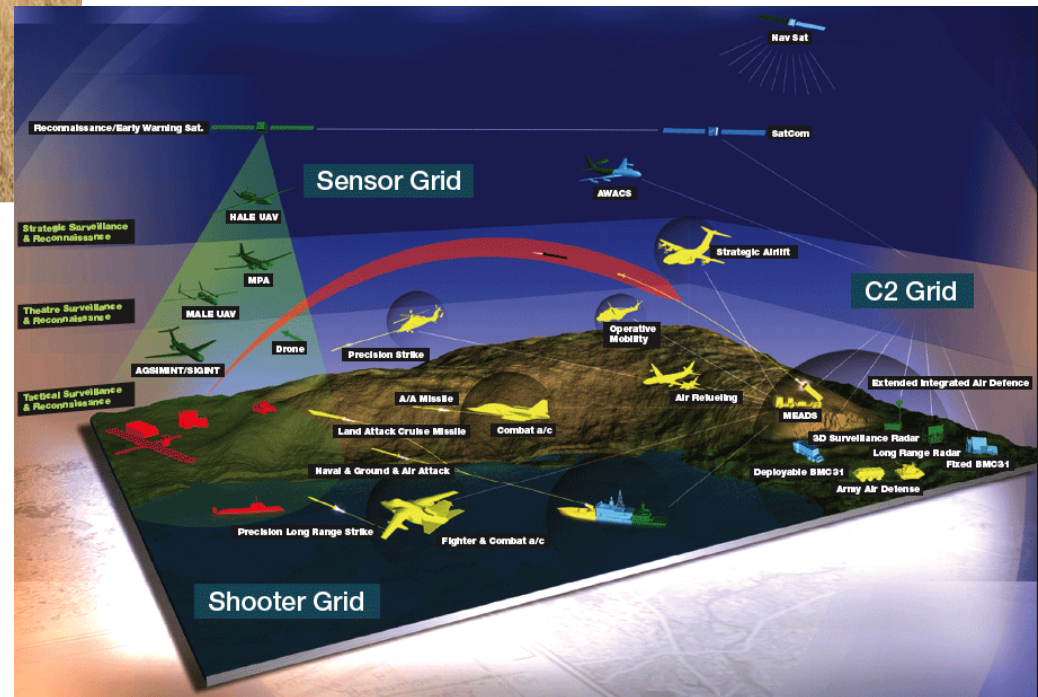 Nav Sat
Reconnaissance/Early Warning Sat.
SatCom
Sensor Grid
AWACS
HALE UAV
Strategic Surveillance
& Reconnaissance
Strategic Airlift
MPA
C2 Grid
MALE UAV
Theatre Surveillance
& Reconnaissance
Operative
Mobility
Drone
Precision Strike
AGSIMINT/SIGINT
Air Refueling
Extended Integrated Air Defence
Tactical Surveillance
& Reconnaissance
A/A Missile
MEADS
Land Attack Cruise Missile
Combat a/c
3D Surveillance Radar
Long Range Radar
Fixed BMC31
Naval & Ground & Air Attack
Deployable BMC31
Army Air Defense
Precision Long Range Strike
Fighter & Combat a/c
Shooter Grid